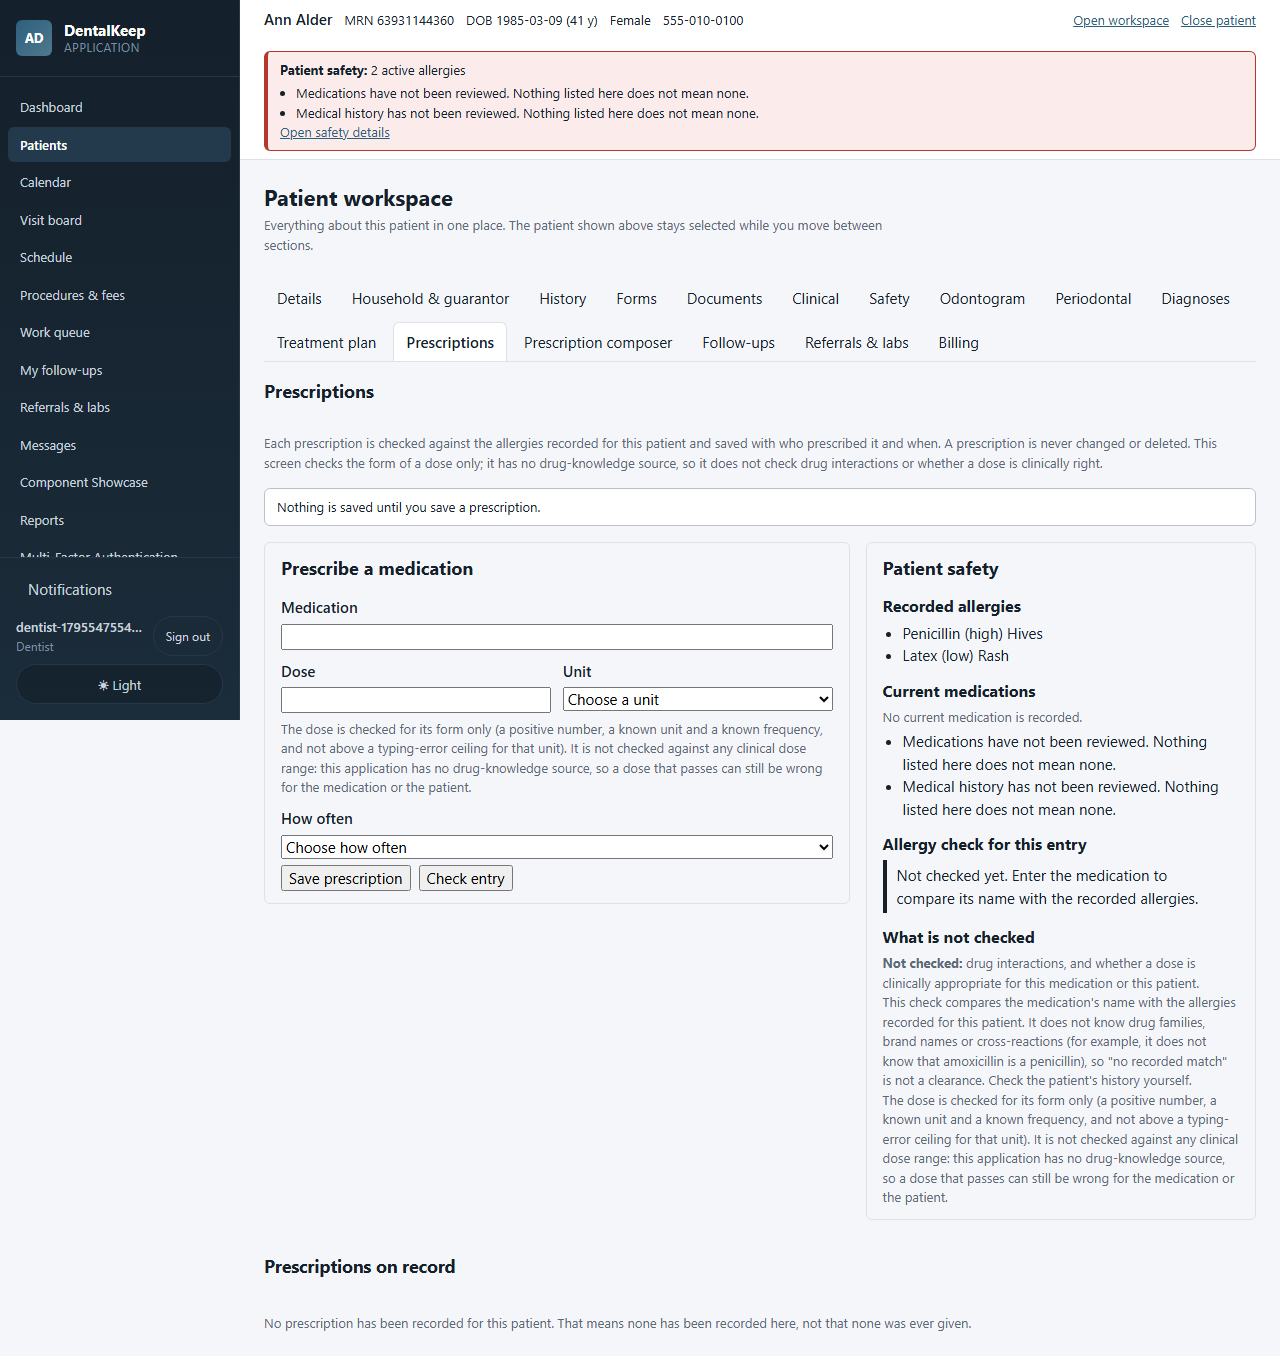 AD
DentalKeep
APPLICATION
Dashboard
Patients
Calendar
Visit board
Schedule
Procedures & fees
Work queue
My follow-ups
Referrals & labs
Messages
Component Showcase
Reports
Multi-Factor Authentication
Notifications
dentist-1795547554...
Dentist
Sign out
☀ Light
Ann Alder MRN 63931144360 DOB 1985-03-09 (41 y) Female 555-010-0100
Open workspace Close patient
Patient safety: 2 active allergies
• Medications have not been reviewed. Nothing listed here does not mean none.
• Medical history has not been reviewed. Nothing listed here does not mean none.
Open safety details
Patient workspace
Everything about this patient in one place. The patient shown above stays selected while you move between
sections.
Details Household & guarantor History Forms Documents Clinical Safety Odontogram Periodontal Diagnoses
Treatment plan Prescriptions Prescription composer Follow-ups Referrals & labs Billing
Prescriptions
Each prescription is checked against the allergies recorded for this patient and saved with who prescribed it and when. A prescription is never changed or deleted. This
screen checks the form of a dose only; it has no drug-knowledge source, so it does not check drug interactions or whether a dose is clinically right.
Nothing is saved until you save a prescription.
Prescribe a medication
Medication
Dose Unit
Choose a unit
The dose is checked for its form only (a positive number, a known unit and a known frequency,
and not above a typing-error ceiling for that unit). It is not checked against any clinical dose
range: this application has no drug-knowledge source, so a dose that passes can still be wrong
for the medication or the patient.
How often
Choose how often
Save prescription Check entry
Patient safety
Recorded allergies
• Penicillin (high) Hives
• Latex (low) Rash
Current medications
No current medication is recorded.
• Medications have not been reviewed. Nothing
listed here does not mean none.
• Medical history has not been reviewed. Nothing
listed here does not mean none.
Allergy check for this entry
Not checked yet. Enter the medication to
compare its name with the recorded allergies.
What is not checked
Not checked: drug interactions, and whether a dose is
clinically appropriate for this medication or this patient.
This check compares the medication's name with the allergies
recorded for this patient. It does not know drug families,
brand names or cross-reactions (for example, it does not
know that amoxicillin is a penicillin), so "no recorded match"
is not a clearance. Check the patient's history yourself.
The dose is checked for its form only (a positive number, a
known unit and a known frequency, and not above a typing-
error ceiling for that unit). It is not checked against any clinical
dose range: this application has no drug-knowledge source,
so a dose that passes can still be wrong for the medication or
the patient.
Prescriptions on record
No prescription has been recorded for this patient. That means none has been recorded here, not that none was ever given.